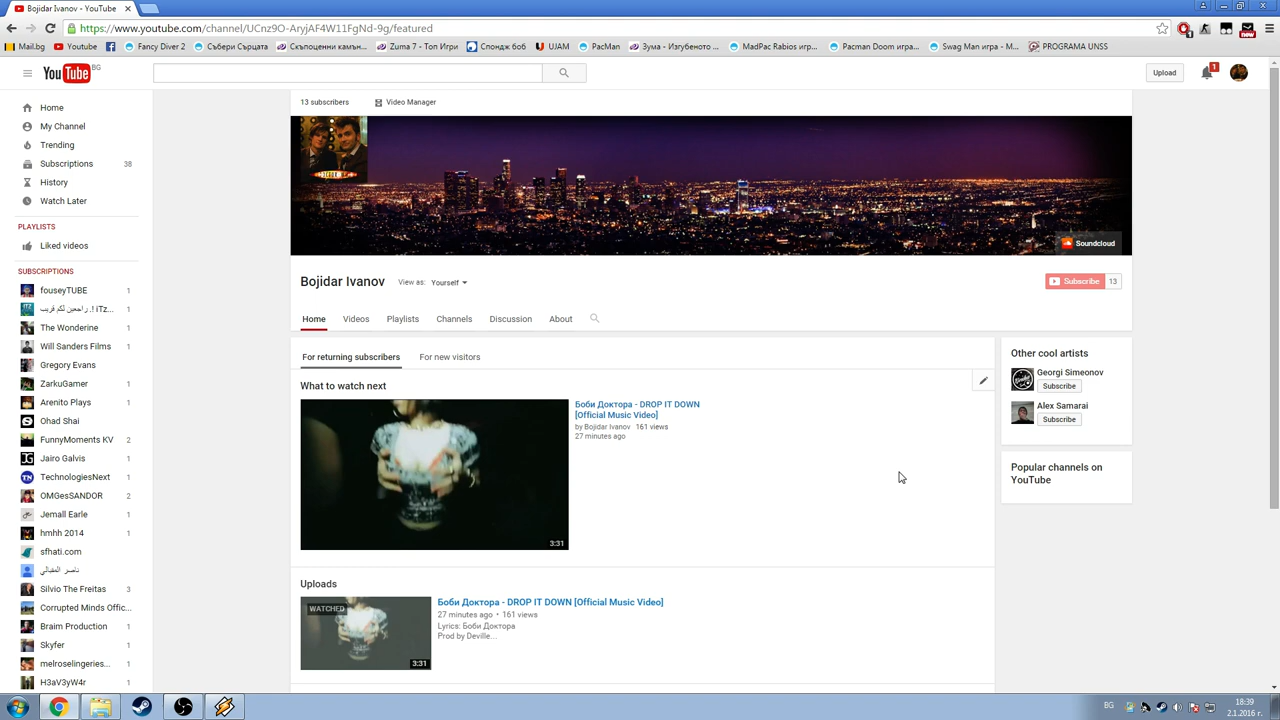 Bojidar Ivanov - YouTube
https://www.youtube.com/channel/UCnz9O-AryjAF4W11FgNd-9g/featured
Mail.bg Youtube Fancy Diver 2 Събери Сърцата Скъпоценни камън... Zuma 7 - Топ Игри Спондж боб UJAM PacMan Зума - Изгубеното ... MadPac Rabios игр... Pacman Doom игра... Swag Man игра - M... PROGRAMA UNSS
YouTube BG
Upload
1
Home
My Channel
Trending
Subscriptions 38
History
Watch Later
PLAYLISTS
Liked videos
SUBSCRIPTIONS
fouseyTUBE 1
iTz... .! راجعين لكم قريب 1
The Wonderine 1
Will Sanders Films 1
Gregory Evans
ZarkuGamer 1
Arenito Plays 1
Ohad Shai
FunnyMoments KV 2
Jairo Galvis 1
TechnologiesNext 1
OMGesSANDOR 2
Jemall Earle 1
hmhh 2014 1
sfhati.com
ناصر المقبالي
Silvio The Freitas 3
Corrupted Minds Offic...
Braim Production 1
Skyfer 1
melroselingeries... 1
H3aV3yW4r 1
13 subscribers Video Manager
Soundcloud
Bojidar Ivanov View as: Yourself
Subscribe 13
Home Videos Playlists Channels Discussion About
For returning subscribers For new visitors
What to watch next
Боби Доктора - DROP IT DOWN
[Official Music Video]
by Bojidar Ivanov 161 views
27 minutes ago
3:31
Uploads
WATCHED
3:31
Боби Доктора - DROP IT DOWN [Official Music Video]
27 minutes ago • 161 views
Lyrics: Боби Доктора
Prod by Deville...
Other cool artists
Georgi Simeonov
Subscribe
Alex Samarai
Subscribe
Popular channels on
YouTube
BG
18:39
2.1.2016 г.